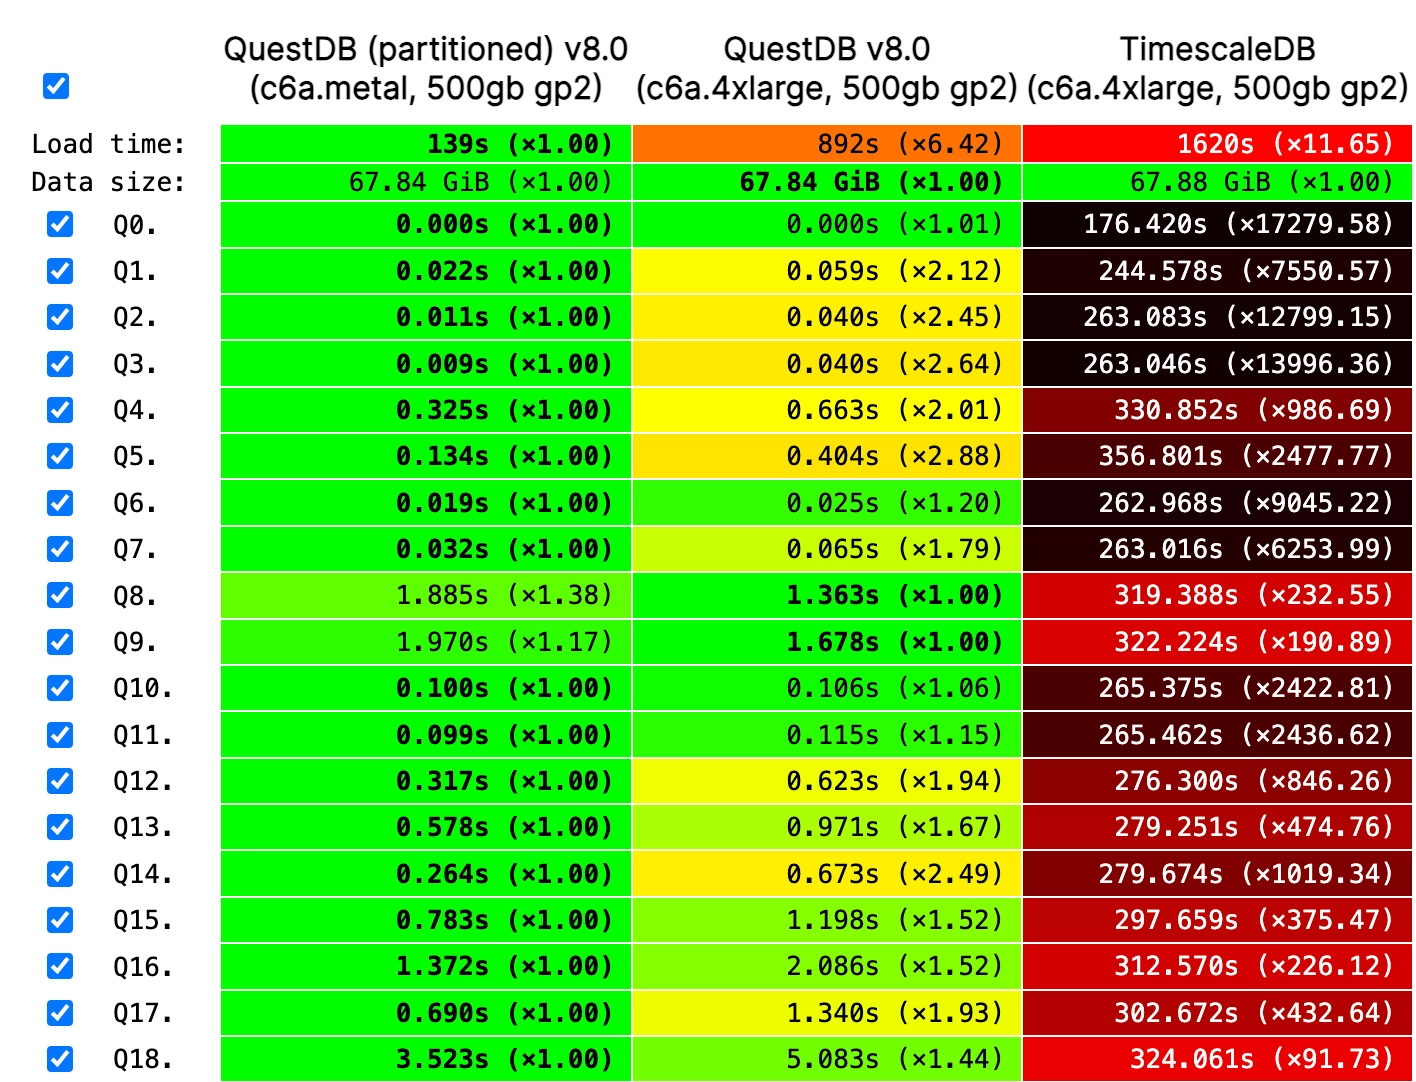 QuestDB (partitioned) v8.0 QuestDB v8.0 TimescaleDB
(c6a.metal, 500gb gp2) (c6a.4xlarge, 500gb gp2) (c6a.4xlarge, 500gb gp2)
Load time: 139s (×1.00) 892s (×6.42) 1620s (×11.65)
Data size: 67.84 GiB (×1.00) 67.84 GiB (×1.00) 67.88 GiB (×1.00)
Q0. 0.000s (×1.00) 0.000s (×1.01) 176.420s (×17279.58)
Q1. 0.022s (×1.00) 0.059s (×2.12) 244.578s (×7550.57)
Q2. 0.011s (×1.00) 0.040s (×2.45) 263.083s (×12799.15)
Q3. 0.009s (×1.00) 0.040s (×2.64) 263.046s (×13996.36)
Q4. 0.325s (×1.00) 0.663s (×2.01) 330.852s (×986.69)
Q5. 0.134s (×1.00) 0.404s (×2.88) 356.801s (×2477.77)
Q6. 0.019s (×1.00) 0.025s (×1.20) 262.968s (×9045.22)
Q7. 0.032s (×1.00) 0.065s (×1.79) 263.016s (×6253.99)
Q8. 1.885s (×1.38) 1.363s (×1.00) 319.388s (×232.55)
Q9. 1.970s (×1.17) 1.678s (×1.00) 322.224s (×190.89)
Q10. 0.100s (×1.00) 0.106s (×1.06) 265.375s (×2422.81)
Q11. 0.099s (×1.00) 0.115s (×1.15) 265.462s (×2436.62)
Q12. 0.317s (×1.00) 0.623s (×1.94) 276.300s (×846.26)
Q13. 0.578s (×1.00) 0.971s (×1.67) 279.251s (×474.76)
Q14. 0.264s (×1.00) 0.673s (×2.49) 279.674s (×1019.34)
Q15. 0.783s (×1.00) 1.198s (×1.52) 297.659s (×375.47)
Q16. 1.372s (×1.00) 2.086s (×1.52) 312.570s (×226.12)
Q17. 0.690s (×1.00) 1.340s (×1.93) 302.672s (×432.64)
Q18. 3.523s (×1.00) 5.083s (×1.44) 324.061s (×91.73)